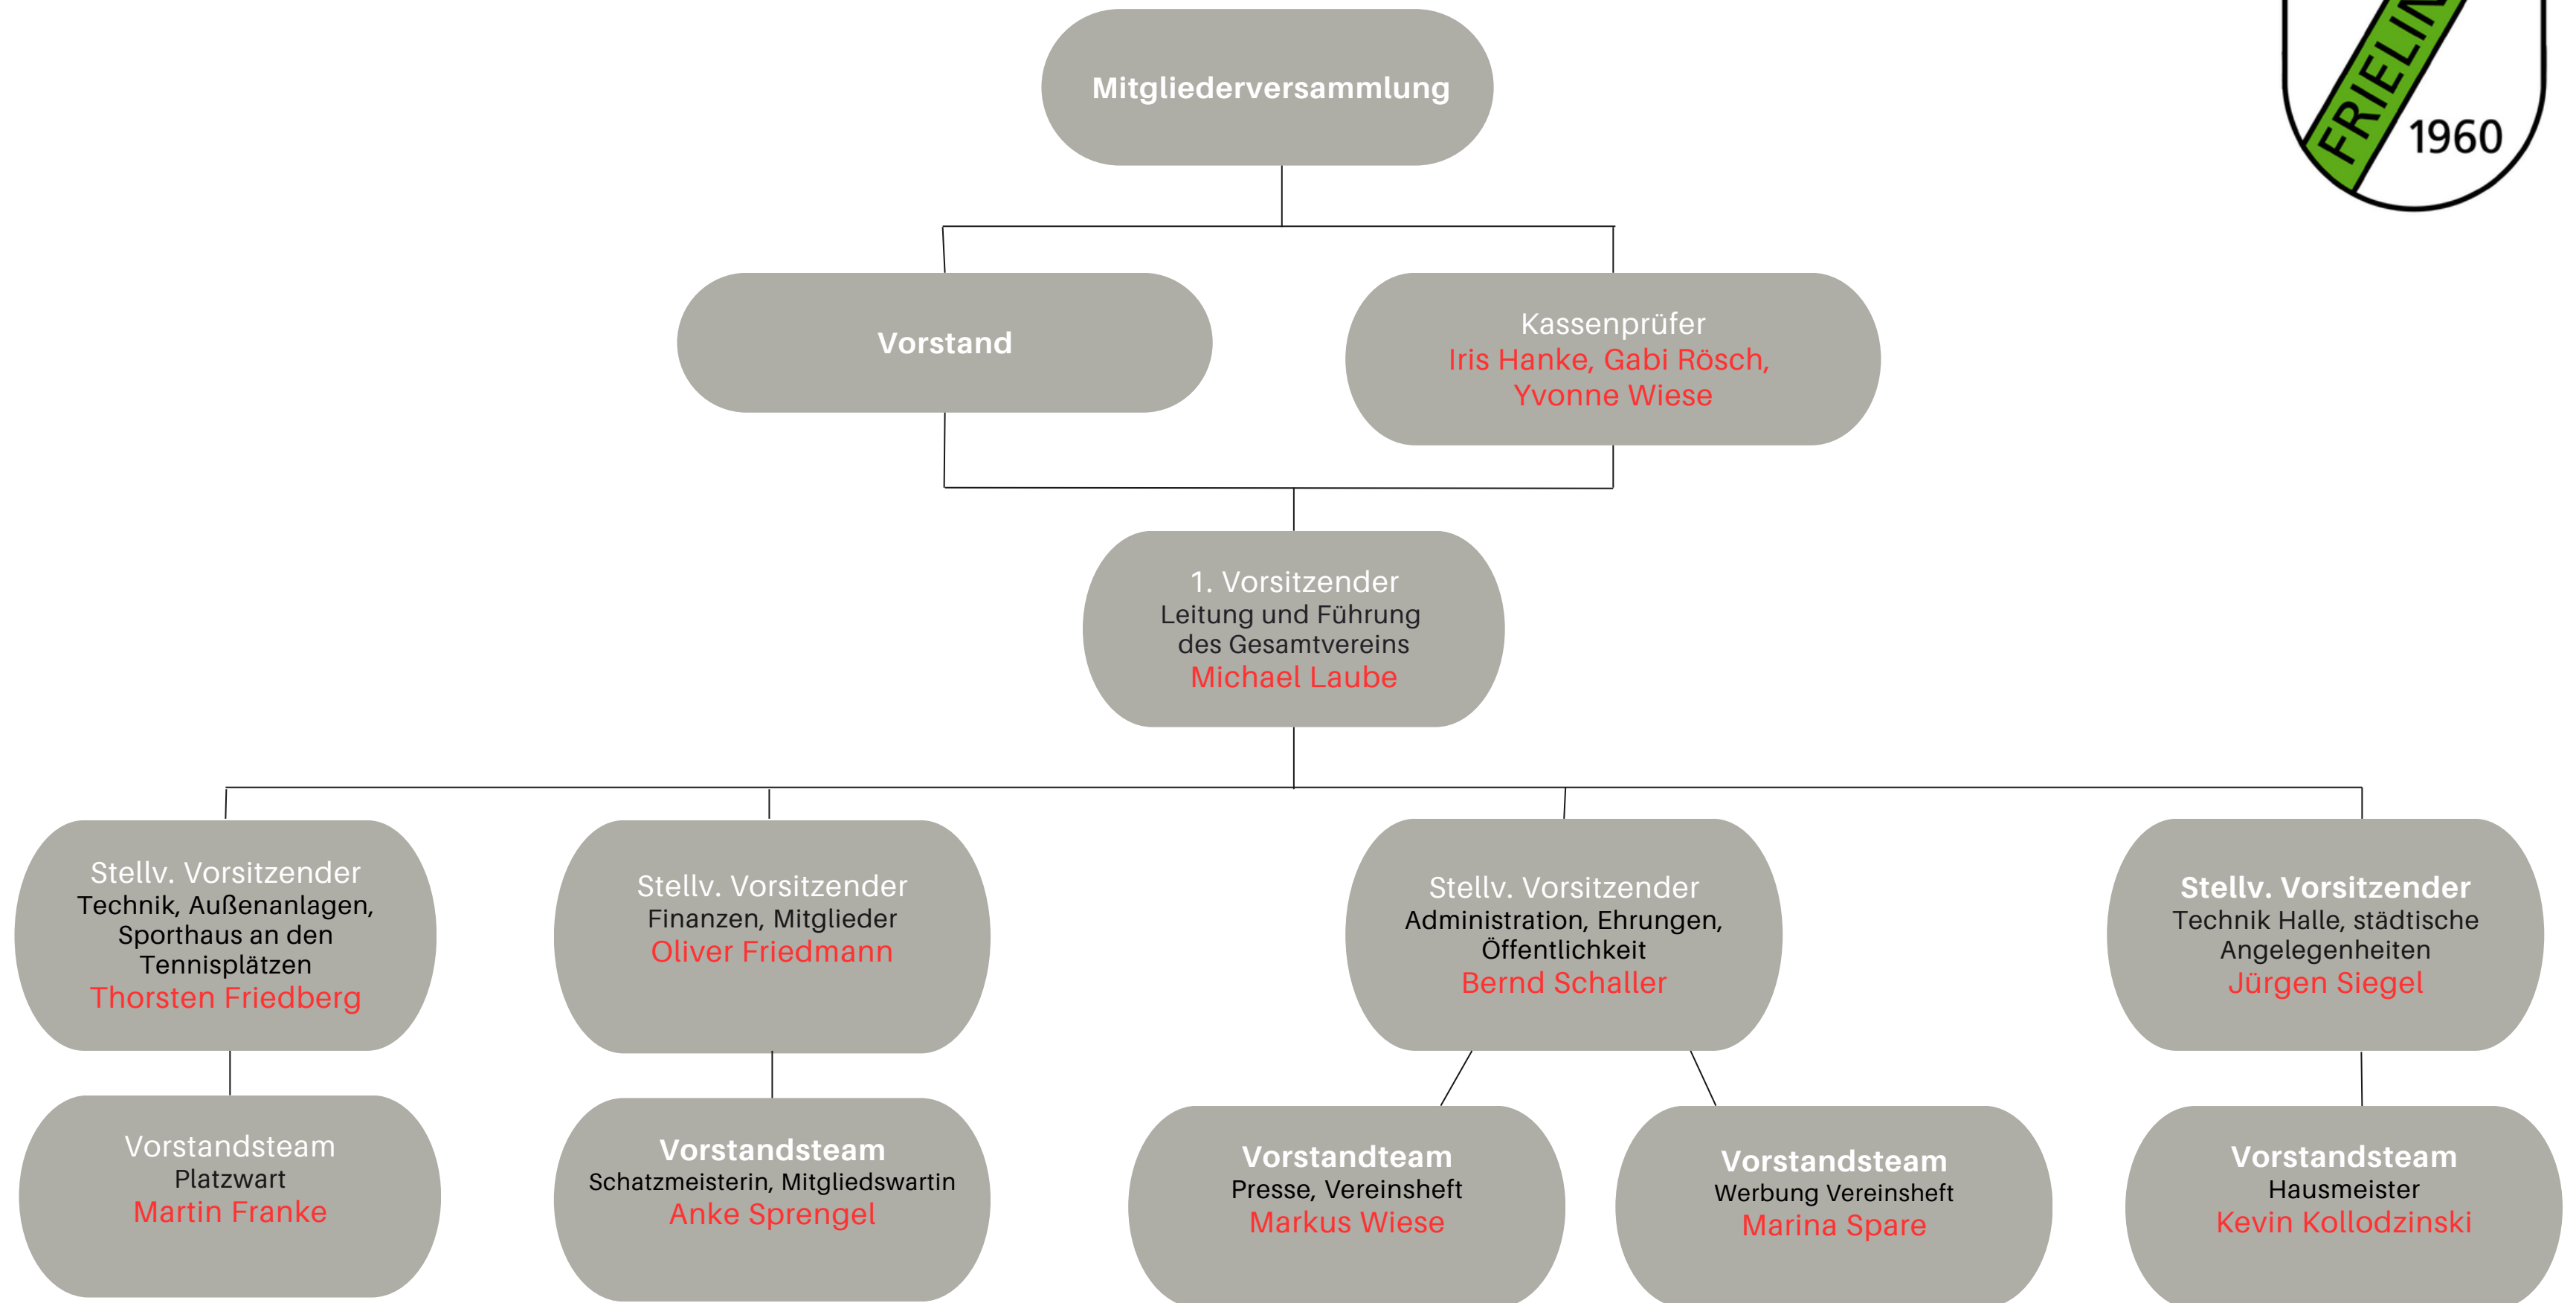 Mitgliederversammlung
1960
Vorstand
Kassenprüfer
Iris Hanke, Gabi Rösch,
Yvonne Wiese
1. Vorsitzender
Leitung und Führung
des Gesamtvereins
Michael Laube
Stellv. Vorsitzender
Technik, Außenanlagen,
Sporthaus an den
Tennisplätzen
Thorsten Friedberg
Stellv. Vorsitzender
Finanzen, Mitglieder
Oliver Friedmann
Stellv. Vorsitzender
Administration, Ehrungen,
Öffentlichkeit
Bernd Schaller
Stellv. Vorsitzender
Technik Halle, städtische
Angelegenheiten
Jürgen Siegel
Vorstandsteam
Platzwart
Martin Franke
Vorstandsteam
Schatzmeisterin, Mitgliedswartin
Anke Sprengel
Vorstandteam
Presse, Vereinsheft
Markus Wiese
Vorstandsteam
Werbung Vereinsheft
Marina Spare
Vorstandsteam
Hausmeister
Kevin Kollodzinski